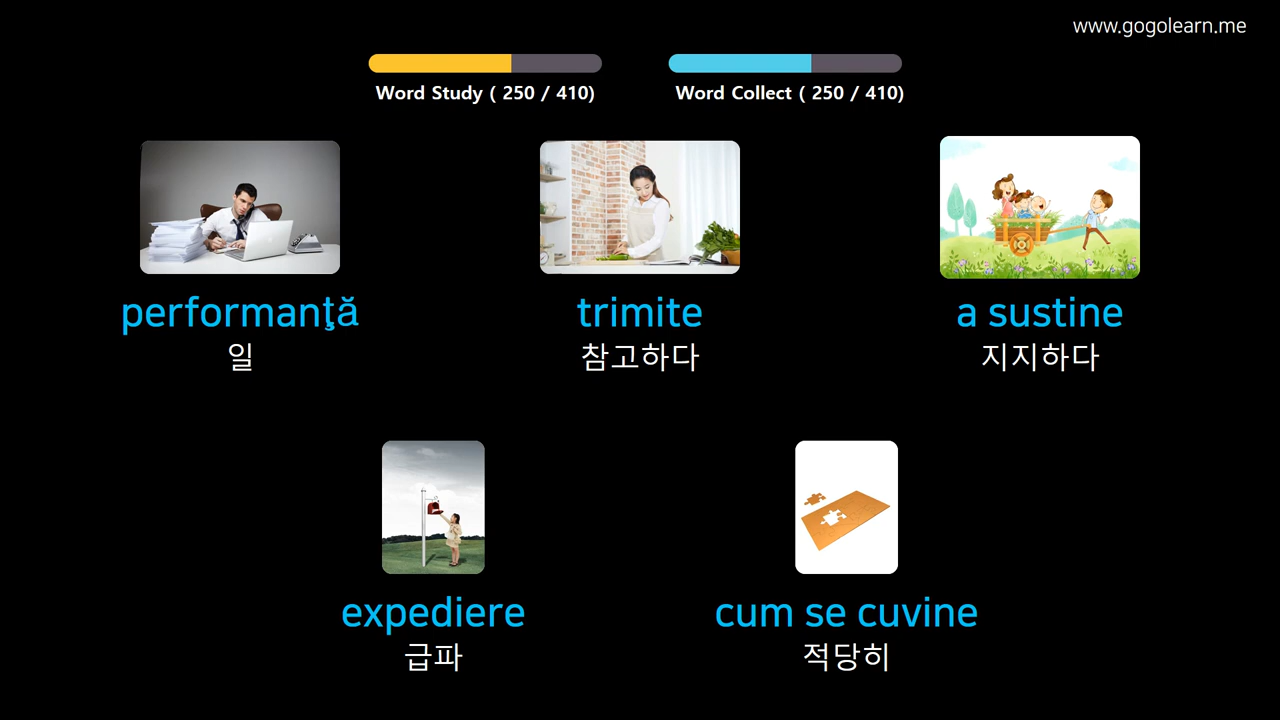 www.gogolearn.me
Word Study ( 250 / 410)
Word Collect ( 250 / 410)
performanţă
일
trimite
참고하다
a sustine
지지하다
expediere
급파
cum se cuvine
적당히